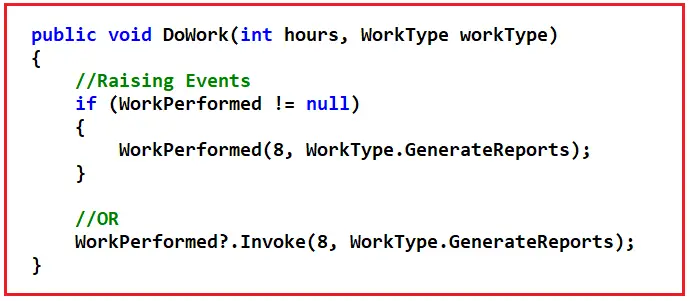 public void DoWork(int hours, WorkType workType)
{
    //Raising Events
    if (WorkPerformed != null)
    {
        WorkPerformed(8, WorkType.GenerateReports);
    }

    //OR
    WorkPerformed?.Invoke(8, WorkType.GenerateReports);
}